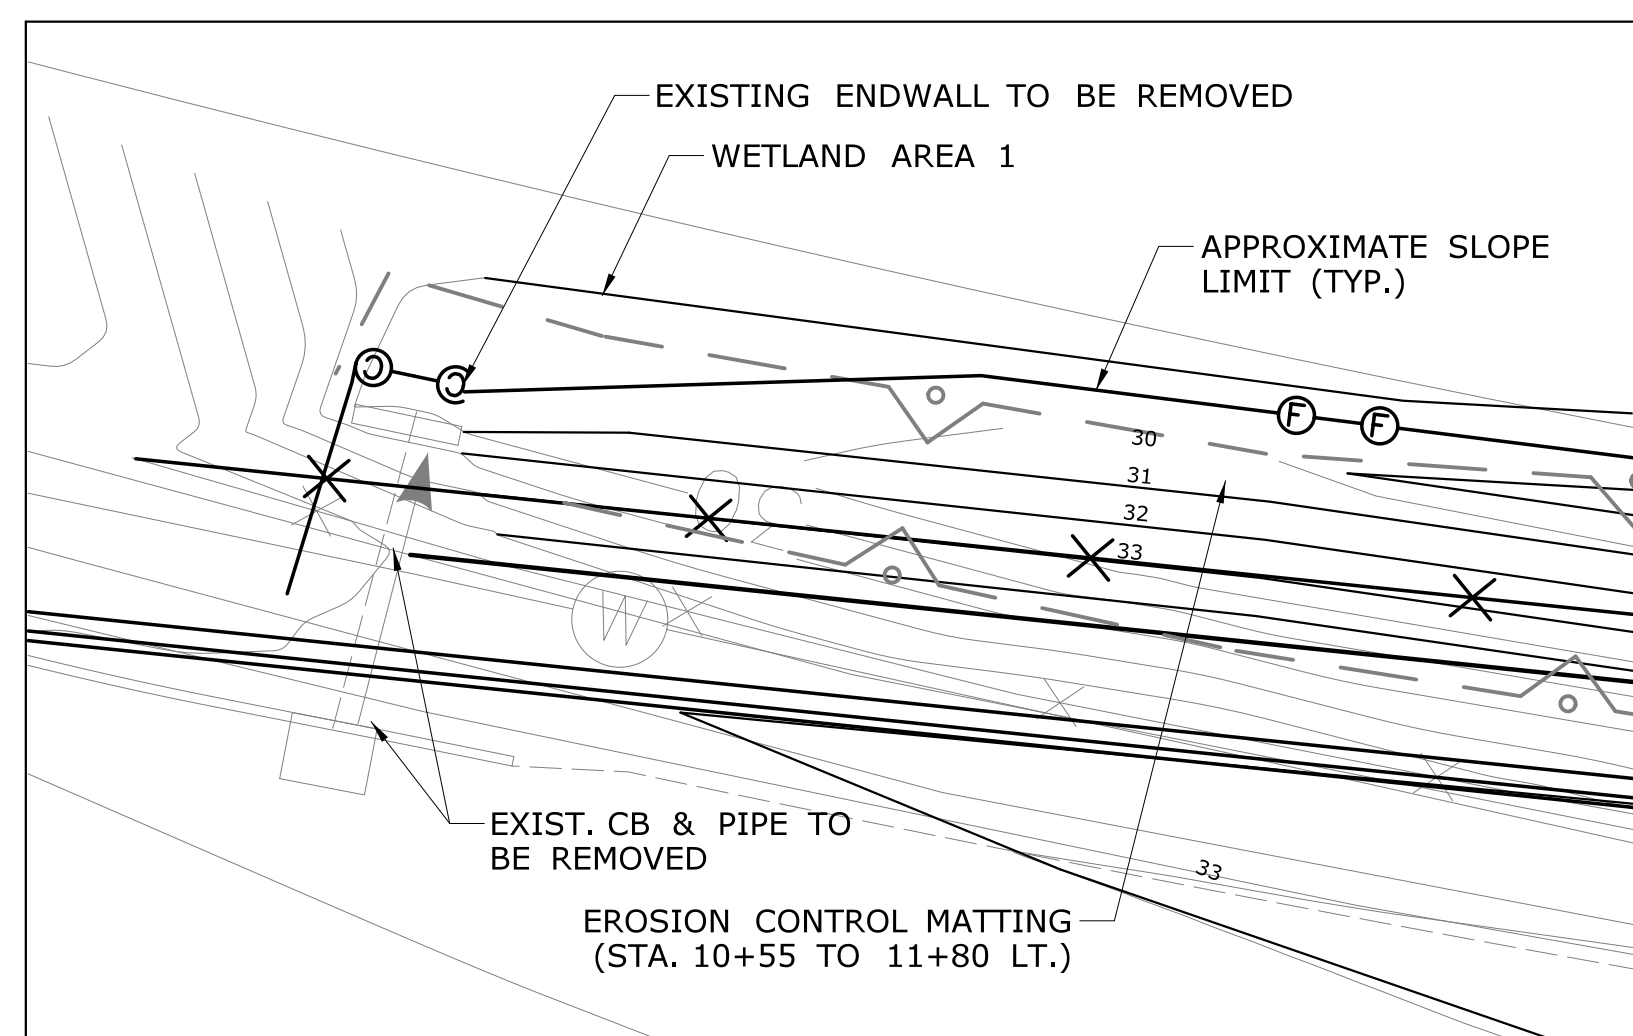 EXISTING ENDWALL TO BE REMOVED
WETLAND AREA 1
APPROXIMATE SLOPE
LIMIT (TYP.)
C
C
F
F
30
31
32
33
W
EXIST. CB & PIPE TO
BE REMOVED
33
EROSION CONTROL MATTING
(STA. 10+55 TO 11+80 LT.)